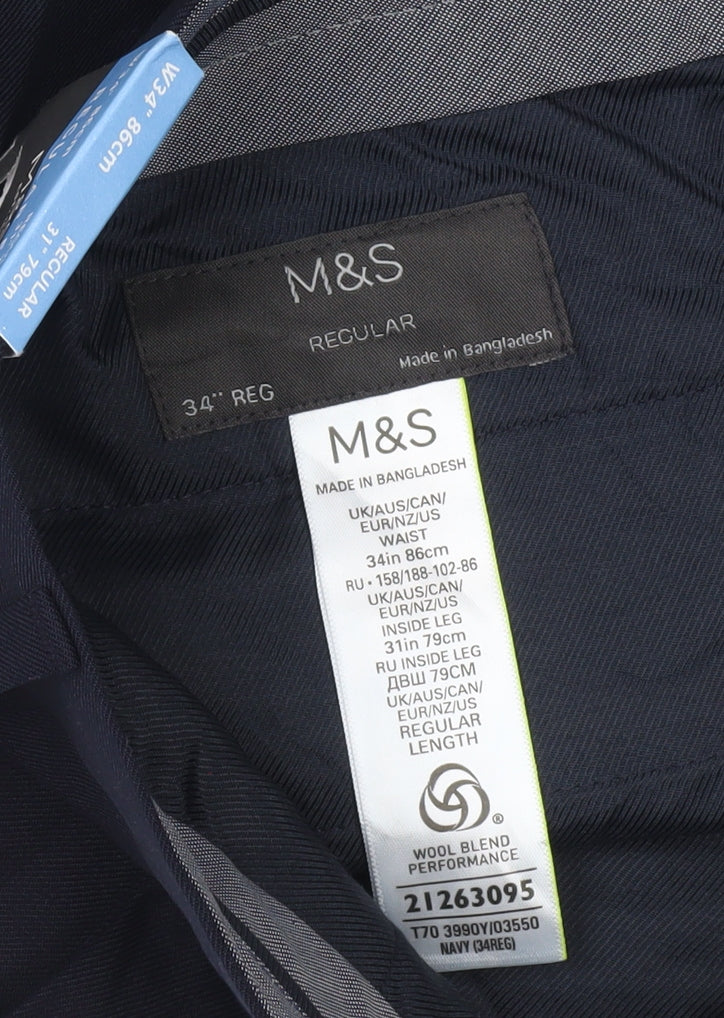 W34" 86cm
REGULAR
31" 79cm
M&S
REGULAR
Made in Bangladesh
34" REG
M&S
MADE IN BANGLADESH
UK/AUS/CAN/
EUR/NZ/US
WAIST
34in 86cm
RU • 158/188-102-86
UK/AUS/CAN/
EUR/NZ/US
INSIDE LEG
31in 79cm
RU INSIDE LEG
ДВШ 79СМ
UK/AUS/CAN/
EUR/NZ/US
REGULAR
LENGTH
®
WOOL BLEND
PERFORMANCE
21263095
T70 3990Y/03550
NAVY (34REG)